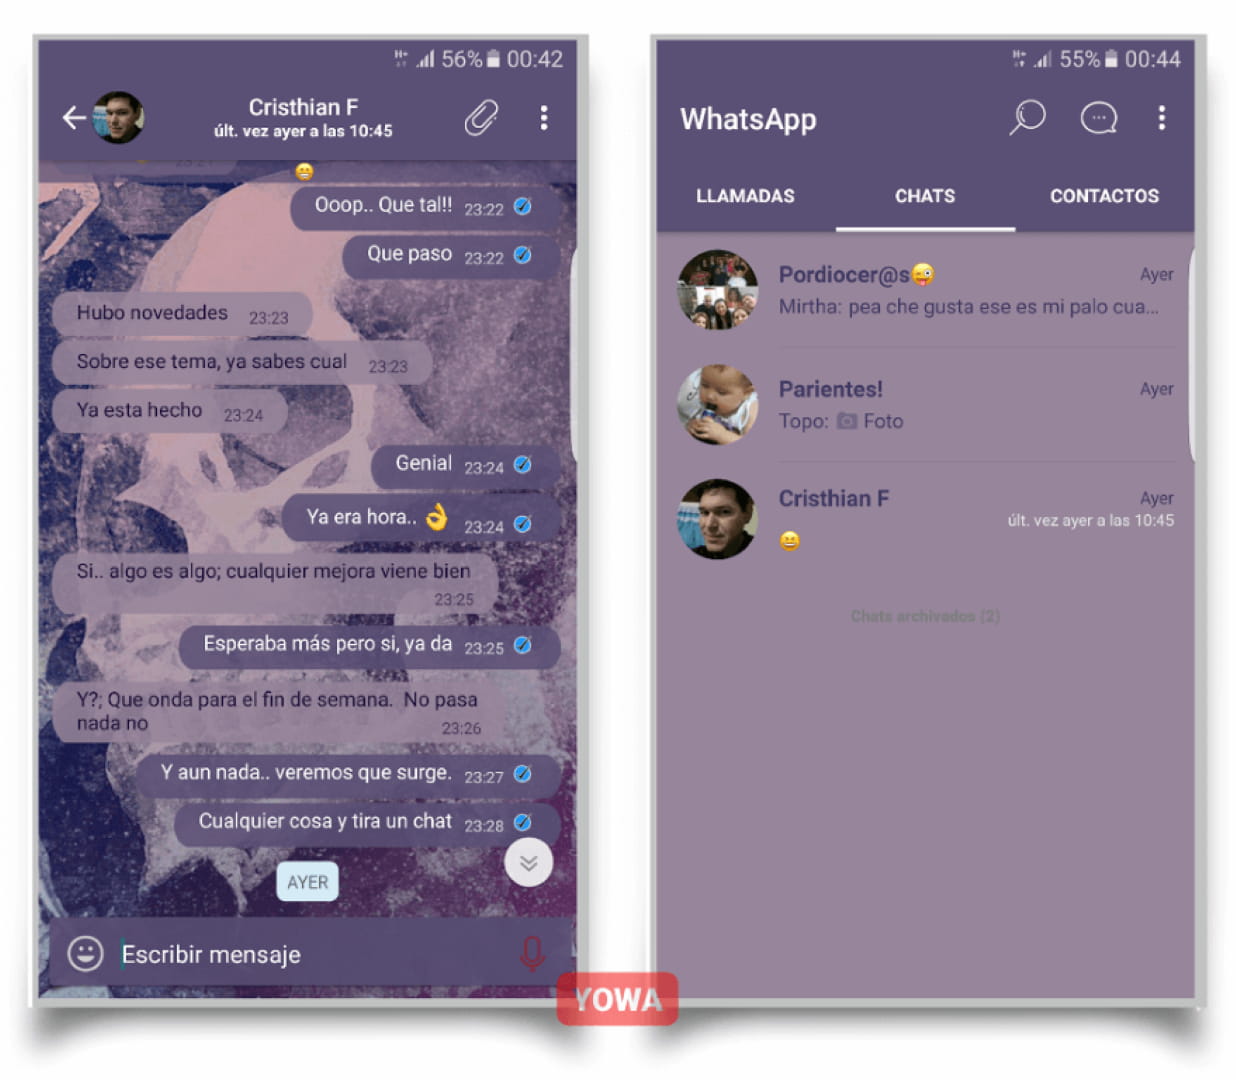 56% 00:42
Cristhian F
últ. vez ayer a las 10:45
Ooop.. Que tal!! 23:22
Que paso 23:22
Hubo novedades 23:23
Sobre ese tema, ya sabes cual 23:23
Ya esta hecho 23:24
Genial 23:24
Ya era hora.. 👌 23:24
Si.. algo es algo; cualquier mejora viene bien
23:25
Esperaba más pero si, ya da 23:25
Y?; Que onda para el fin de semana. No pasa
nada no 23:26
Y aun nada.. veremos que surge. 23:27
Cualquier cosa y tira un chat 23:28
AYER
Escribir mensaje
H+ 55% 00:44
WhatsApp
LLAMADAS CHATS CONTACTOS
Pordiocer@s😜 Ayer
Mirtha: pea che gusta ese es mi palo cua...
Parientes! Ayer
Topo: 📷 Foto
Cristhian F Ayer
últ. vez ayer a las 10:45
😁
Chats archivados (2)
YOWA